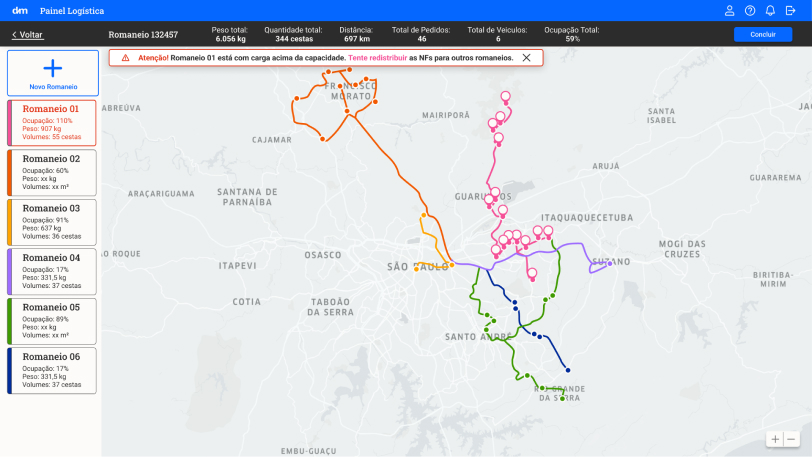 dm Painel Logística
< Voltar
Romaneio 132457
Peso total:
6.056 kg
Quantidade total:
344 cestas
Distância:
697 km
Total de Pedidos:
46
Total de Veiculos:
6
Ocupação Total:
59%
Concluir
Atenção! Romaneio 01 está com carga acima da capacidade. Tente redistribuir as NFs para outros romaneios.
Novo Romaneio
Romaneio 01
Ocupação: 110%
Peso: 907 kg
Volumes: 55 cestas
Romaneio 02
Ocupação: 60%
Peso: xx kg
Volumes: xx m³
Romaneio 03
Ocupação: 91%
Peso: 637 kg
Volumes: 36 cestas
Romaneio 04
Ocupação: 17%
Peso: 331,5 kg
Volumes: 37 cestas
Romaneio 05
Ocupação: 89%
Peso: xx kg
Volumes: xx m³
Romaneio 06
Ocupação: 17%
Peso: 331,5 kg
Volumes: 37 cestas
ABREÚVA
FRANCISCO
MORATO
MAIRIPORÃ
SANTA
ISABEL
CAJAMAR
ARUJÁ
GUARAREMA
ARAÇARIGUAMA
SANTANA DE
PARNAÍBA
GUARULHOS
ITAQUAQUECETUBA
MOGI DAS
CRUZES
ÃO ROQUE
OSASCO
ITAPEVI
SÃO PAULO
SUZANO
BIRITIBA-
MIRIM
COTIA
TABOÃO
DA SERRA
SANTO ANDRÉ
RIO GRANDE
DA SERRA
EMBU-GUAÇU